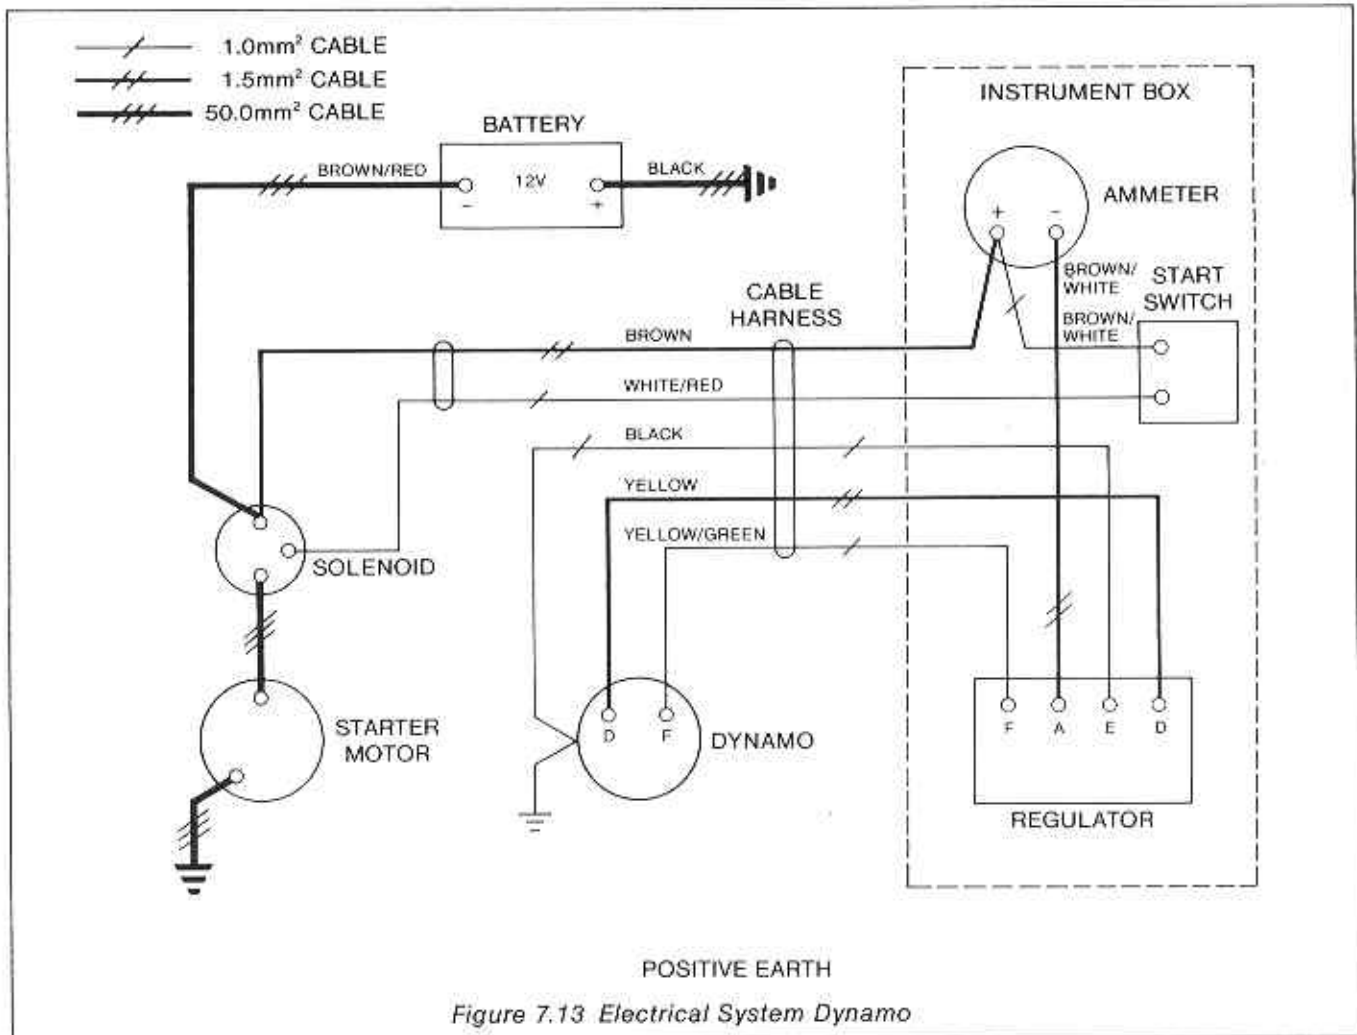 1.0mm² CABLE
1.5mm² CABLE
50.0mm² CABLE
INSTRUMENT BOX
BATTERY
BROWN/RED
12V
BLACK
- +
AMMETER
+ -
BROWN/
WHITE
START
SWITCH
CABLE
HARNESS
BROWN/
WHITE
BROWN
WHITE/RED
BLACK
YELLOW
YELLOW/GREEN
SOLENOID
STARTER
MOTOR
D F
DYNAMO
F A E D
REGULATOR
POSITIVE EARTH
Figure 7.13 Electrical System Dynamo